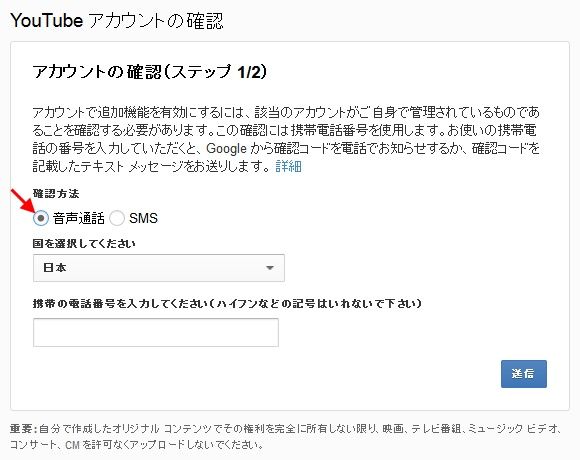 YouTube アカウントの確認
アカウントの確認（ステップ 1/2）
アカウントで追加機能を有効にするには、該当のアカウントがご自身で管理されているものであ
ることを確認する必要があります。この確認には携帯電話番号を使用します。お使いの携帯電
話の番号を入力していただくと、Google から確認コードを電話でお知らせするか、確認コードを
記載したテキスト メッセージをお送りします。 詳細
確認方法
音声通話 SMS
国を選択してください
日本
携帯の電話番号を入力してください（ハイフンなどの記号はいれないで下さい）
送信
重要：自分で作成したオリジナル コンテンツでその権利を完全に所有しない限り、映画、テレビ番組、ミュージック ビデオ、
コンサート、CM を許可なくアップロードしないでください。